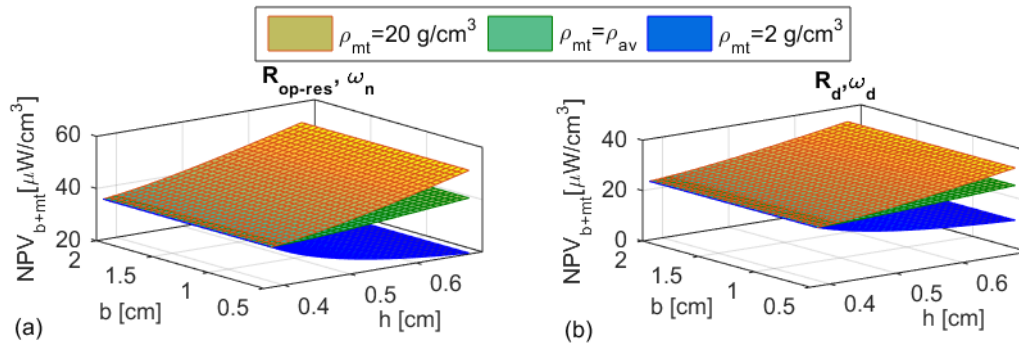 ρmt=20 g/cm³ ρmt=ρav ρmt=2 g/cm³
Rop-res, ωn
NPVb+mt[μW/cm³]
60
40
20
2
1.5
1
0.5
b [cm]
0.4
0.5
0.6
h [cm]
(a)
Rd,ωd
NPVb+mt[μW/cm³]
40
20
0
2
1.5
1
0.5
b [cm]
0.4
0.5
0.6
h [cm]
(b)